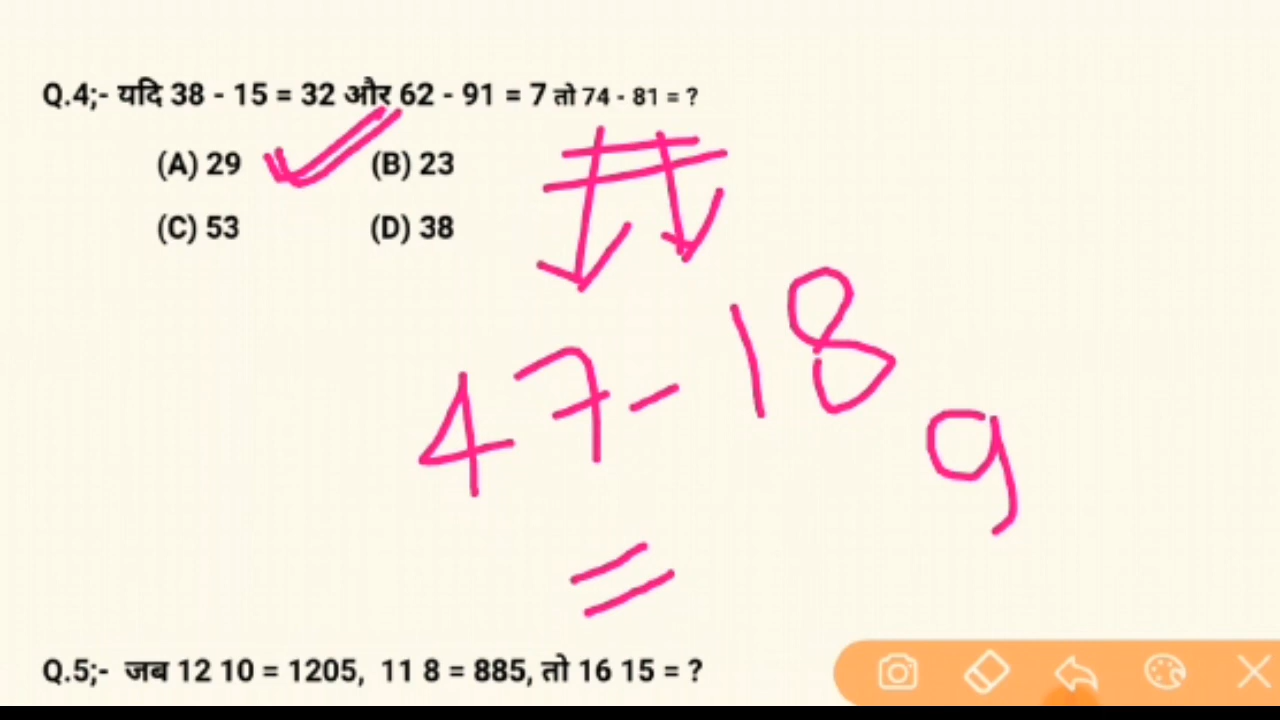 Q.4;- यदि 38 - 15 = 32 और 62 - 91 = 7 तो 74 - 81 = ?
(A) 29 (B) 23
(C) 53 (D) 38
47 - 18
9
=
Q.5;- जब 12 10 = 1205, 11 8 = 885, तो 16 15 = ?